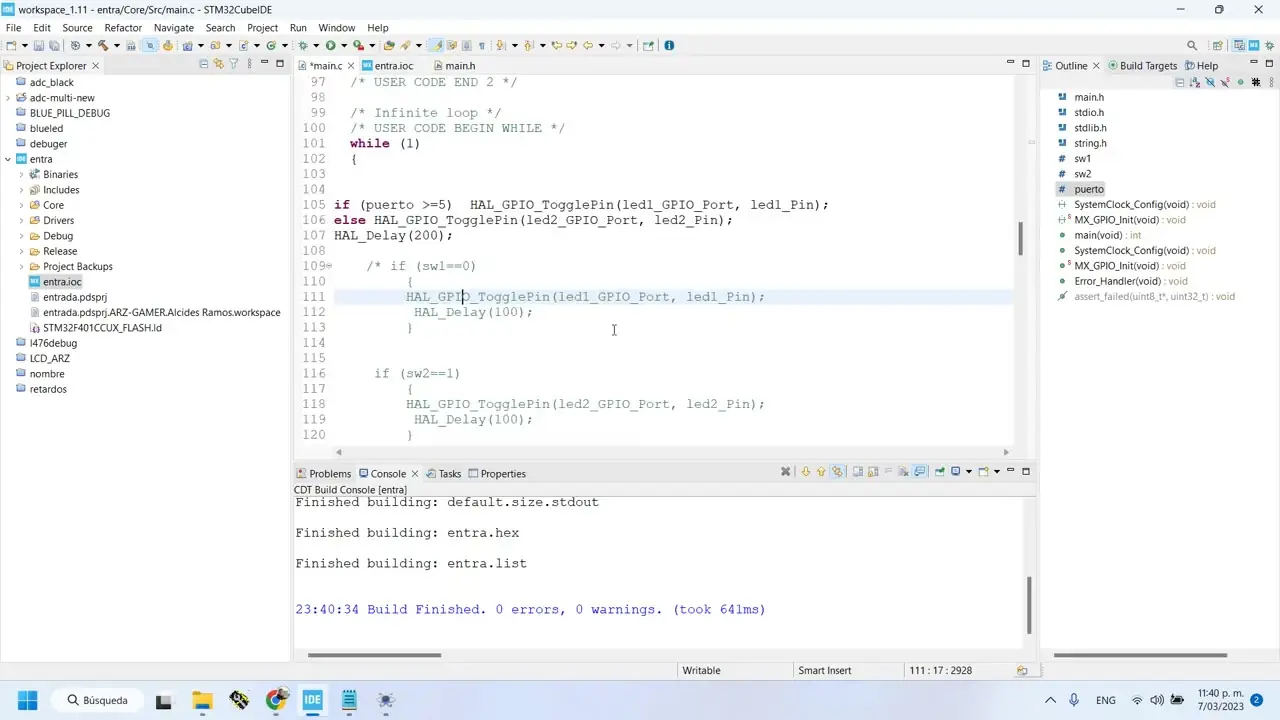 workspace_1.11 - entra/Core/Src/main.c - STM32CubeIDE
File Edit Source Refactor Navigate Search Project Run Window Help
Project Explorer
adc_black
adc-multi-new
BLUE_PILL_DEBUG
blueled
debuger
entra
Binaries
Includes
Core
Drivers
Debug
Release
Project Backups
entra.ioc
entrada.pdsprj
entrada.pdsprj.ARZ-GAMER.Alcides Ramos.workspace
STM32F401CCUX_FLASH.ld
l476debug
LCD_ARZ
nombre
retardos
*main.c entra.ioc main.h
97 /* USER CODE END 2 */
98
99 /* Infinite loop */
100 /* USER CODE BEGIN WHILE */
101 while (1)
102 {
103
104
105 if (puerto >=5)  HAL_GPIO_TogglePin(led1_GPIO_Port, led1_Pin);
106 else HAL_GPIO_TogglePin(led2_GPIO_Port, led2_Pin);
107 HAL_Delay(200);
108
109 /* if (sw1==0)
110 {
111 HAL_GPIO_TogglePin(led1_GPIO_Port, led1_Pin);
112 HAL_Delay(100);
113 }
114
115
116 if (sw2==1)
117 {
118 HAL_GPIO_TogglePin(led2_GPIO_Port, led2_Pin);
119 HAL_Delay(100);
120 }
Problems Console Tasks Properties
CDT Build Console [entra]
Finished building: default.size.stdout
Finished building: entra.hex
Finished building: entra.list
23:40:34 Build Finished. 0 errors, 0 warnings. (took 641ms)
Outline Build Targets Help
main.h
stdio.h
stdlib.h
string.h
sw1
sw2
puerto
SystemClock_Config(void) : void
MX_GPIO_Init(void) : void
main(void) : int
SystemClock_Config(void) : void
MX_GPIO_Init(void) : void
Error_Handler(void) : void
assert_failed(uint8_t*, uint32_t) : void
Writable Smart Insert 111 : 17 : 2928
Búsqueda
IDE
ENG
11:40 p. m.
7/03/2023
2